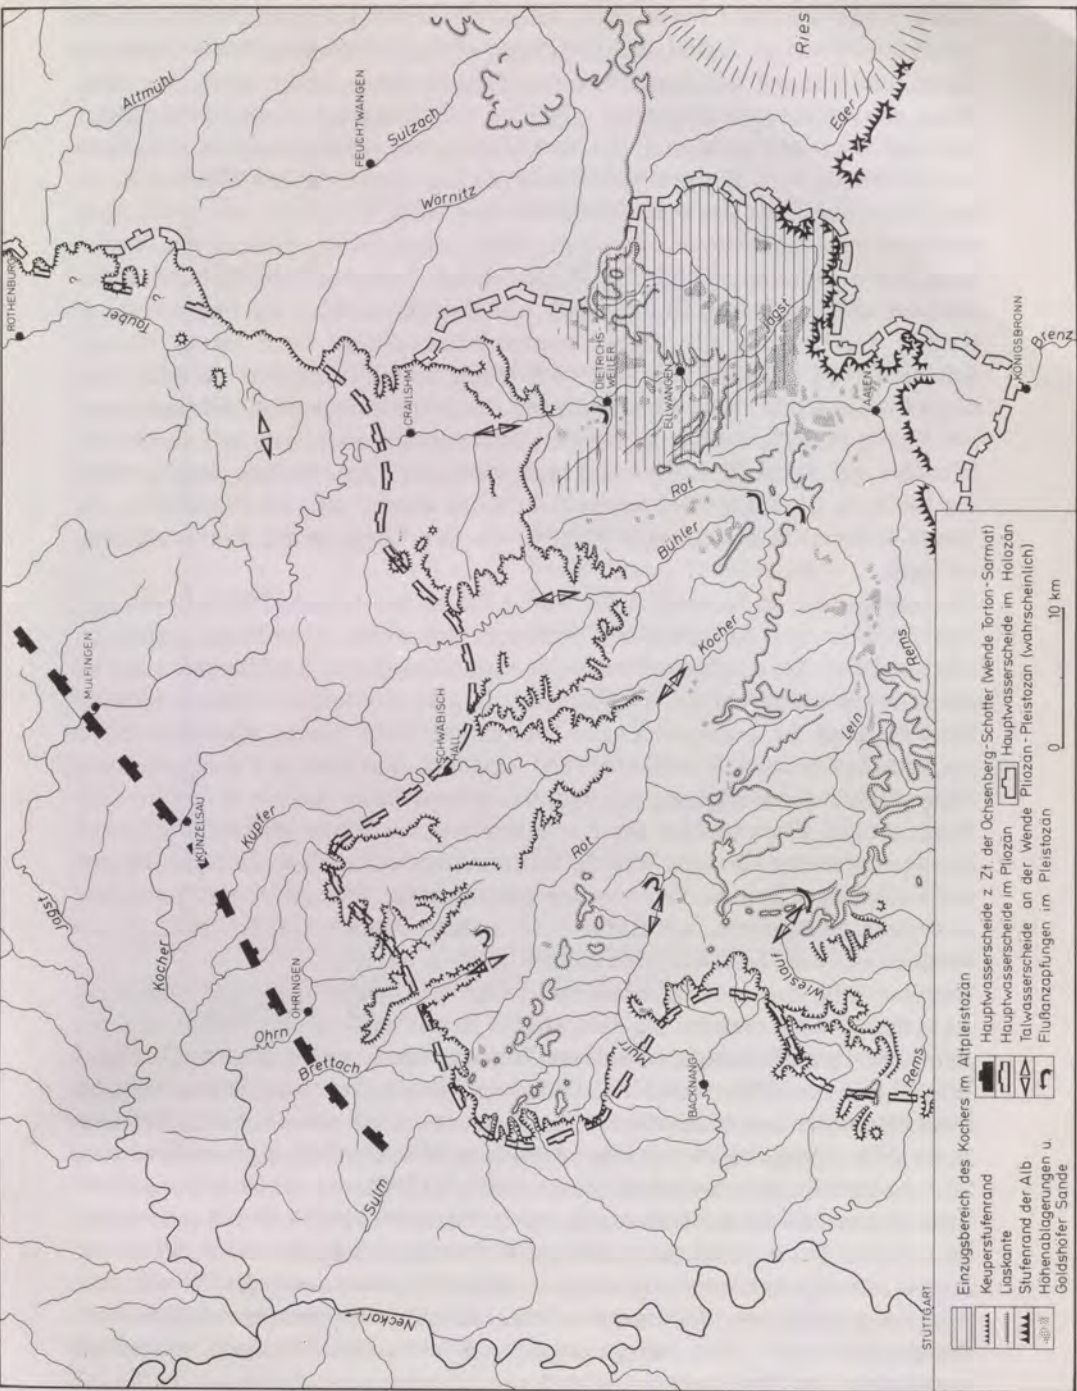 ROTHENBURG
Tauber
Altmühl
FEUCHTWANGEN
Sulzach
Wörnitz
Ries
Eger
MULFINGEN
Jagst
KÜNZELSAU
Kocher
Kupfer
ÖHRINGEN
Ohrn
Brettach
Sulm
Neckar
CRAILSHM.
SCHWÄBISCH
HALL
DIETRICHS-
WEILER
ELLWANGEN
Jagst
Rot
Bühler
Kocher
AALEN
KÖNIGSBRONN
Brenz
Lein
Rems
Rot
Murr
Wieslauf
BACKNANG
Rems
STUTTGART
Einzugsbereich des Kochers im Altpleistozän
Keuperstufenrand
Liaskante
Stufenrand der Alb
Höhenablagerungen u.
Goldshöfer Sande
Hauptwasserscheide z. Zt. der Ochsenberg-Schotter (Wende Torton-Sarmat)
Hauptwasserscheide im Pliozän
Hauptwasserscheide im Holozän
Talwasserscheide an der Wende Pliozän-Pleistozän (wahrscheinlich)
Flußanzapfungen im Pleistozän
0 10 km